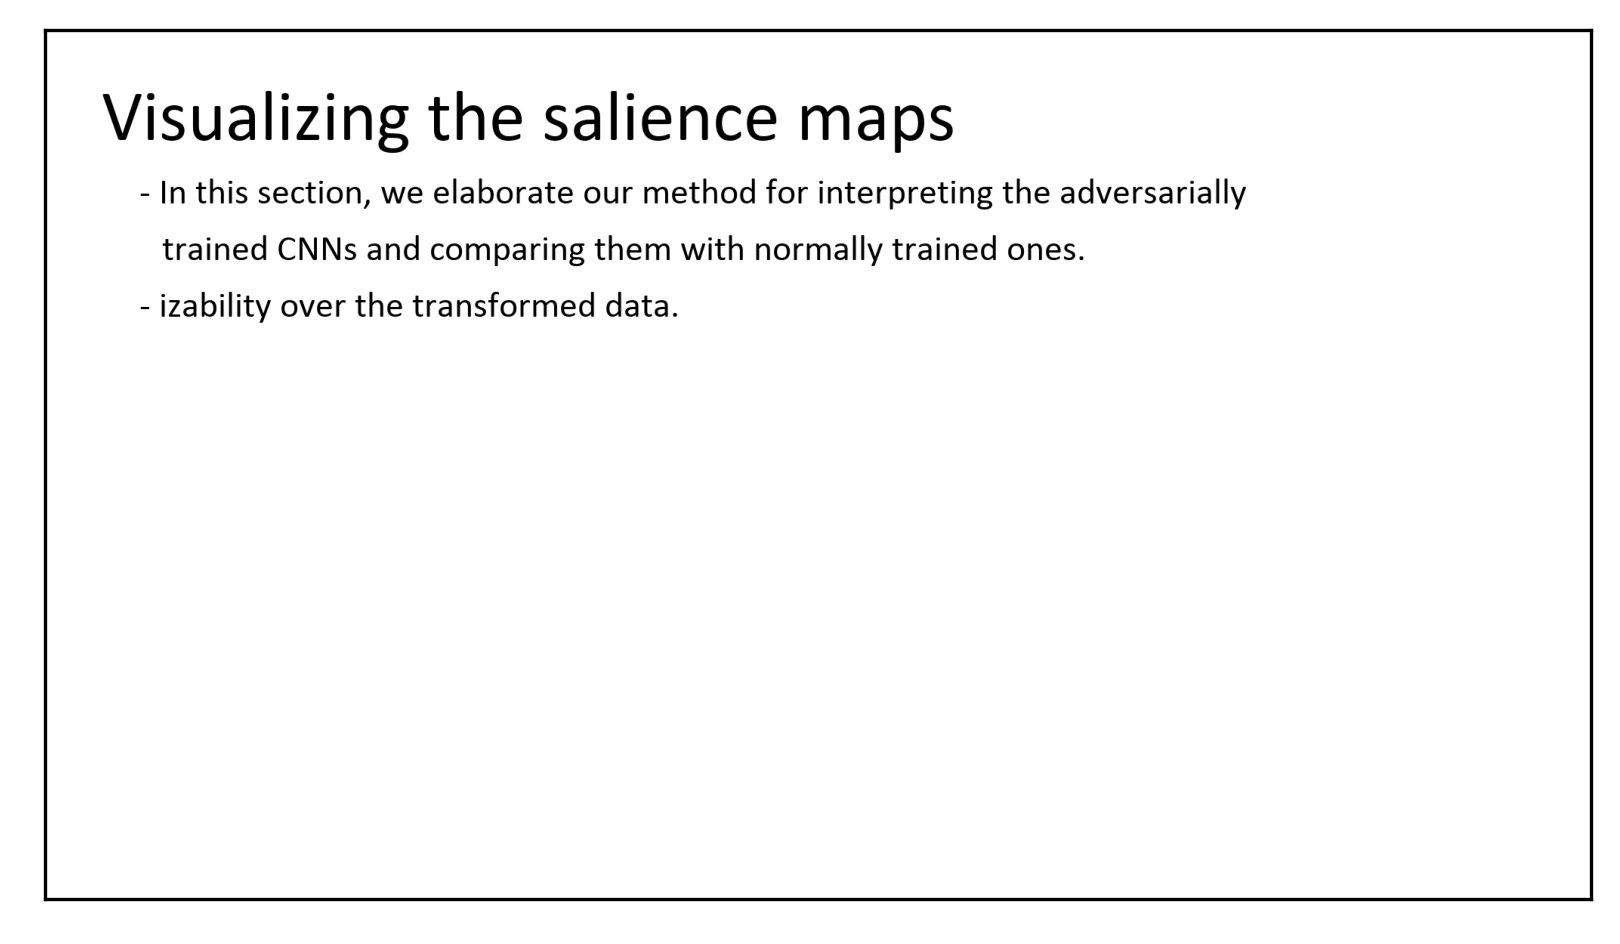 Visualizing the salience maps
- In this section, we elaborate our method for interpreting the adversarially
trained CNNs and comparing them with normally trained ones.
- izability over the transformed data.